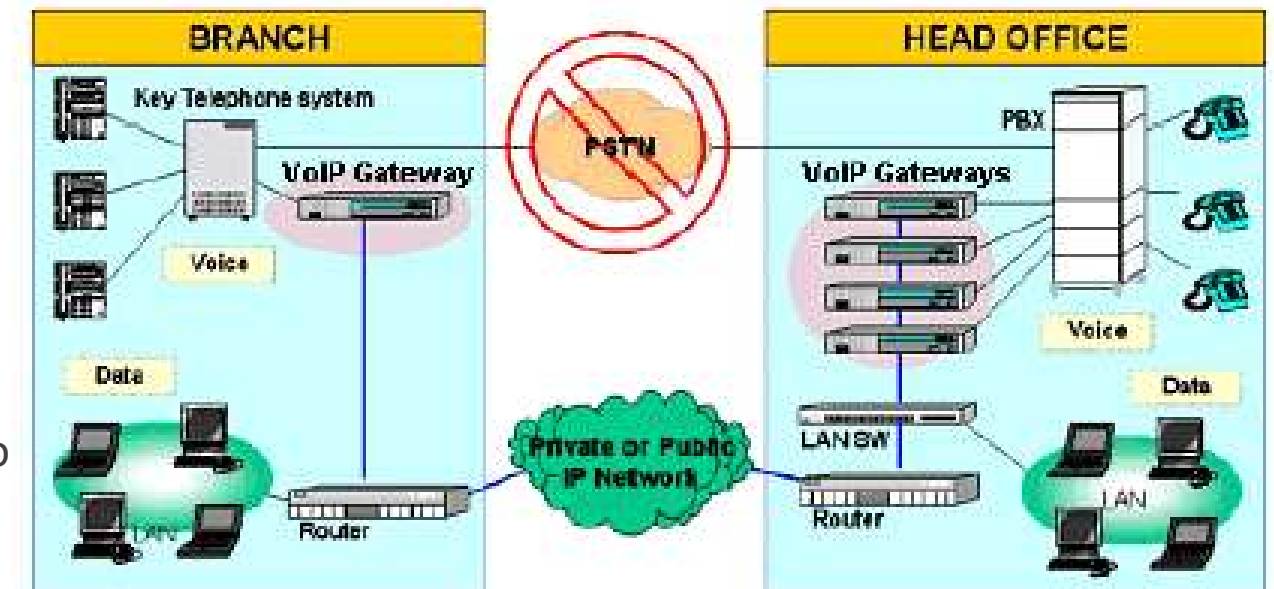 BRANCH
Key Telephone system
VoIP Gateway
Voice
Data
LAN
Router
PSTN
Private or Public
IP Network
HEAD OFFICE
PBX
VoIP Gateways
Voice
Data
LAN SW
LAN
Router